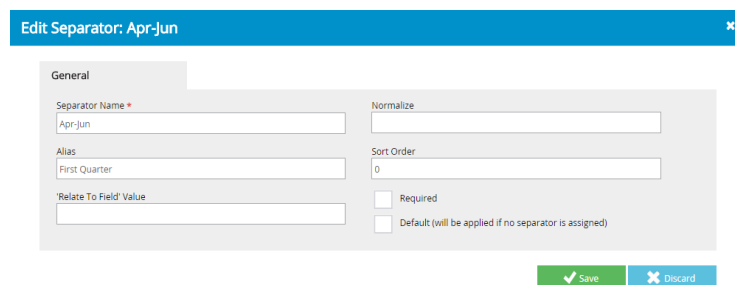 Edit Separator: Apr-Jun
General
Separator Name *
Apr-Jun
Normalize
Alias
First Quarter
Sort Order
0
'Relate To Field' Value
Required
Default (will be applied if no separator is assigned)
Save
Discard